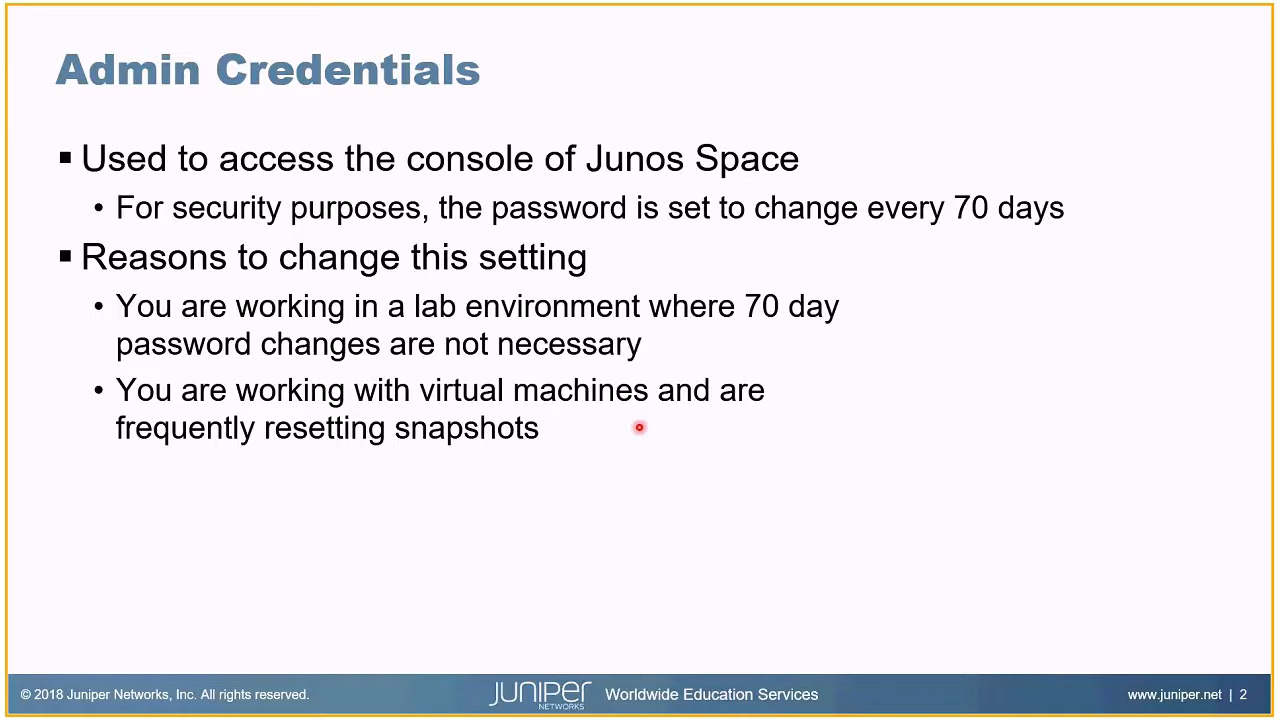 Admin Credentials
▪ Used to access the console of Junos Space
• For security purposes, the password is set to change every 70 days
▪ Reasons to change this setting
• You are working in a lab environment where 70 day
password changes are not necessary
• You are working with virtual machines and are
frequently resetting snapshots
© 2018 Juniper Networks, Inc. All rights reserved.
JUNIPER
NETWORKS
Worldwide Education Services
www.juniper.net | 2